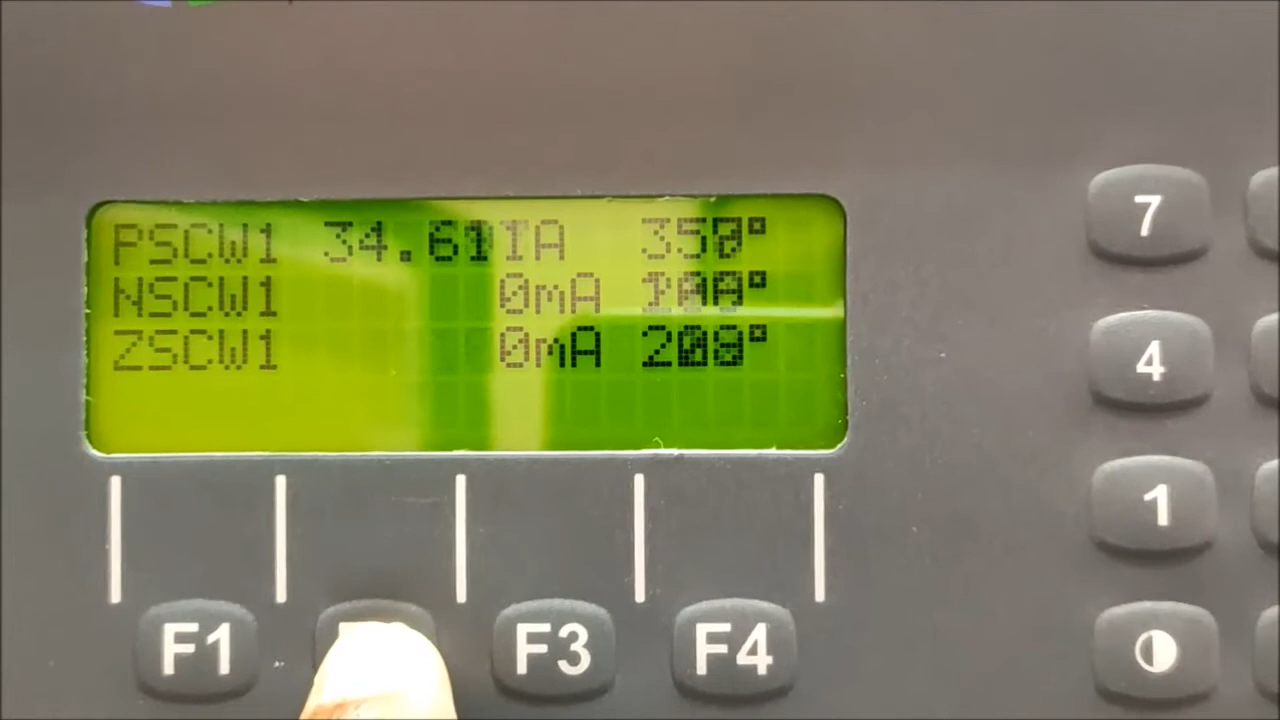 PSCW1 34.61 A 350°
NSCW1 0mA
ZSCW1 0mA
7
4
1
F1 F3 F4